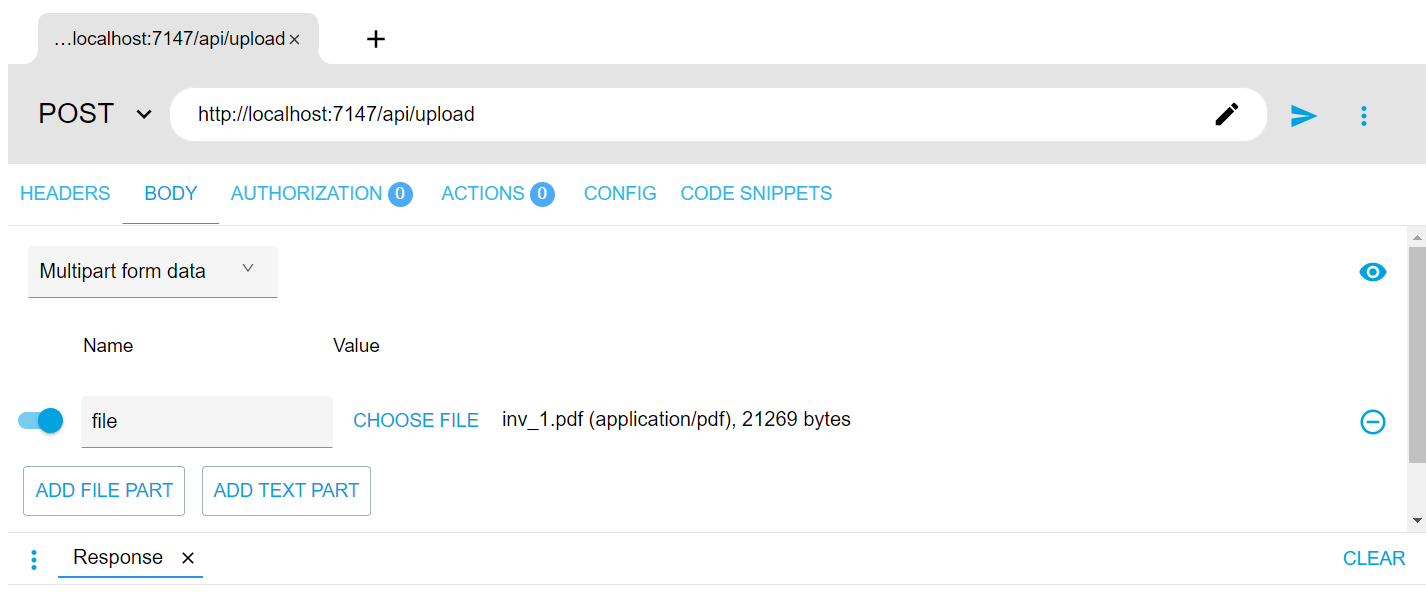 ...localhost:7147/api/upload × +
POST http://localhost:7147/api/upload
HEADERS BODY AUTHORIZATION 0 ACTIONS 0 CONFIG CODE SNIPPETS
Multipart form data
Name Value
file CHOOSE FILE inv_1.pdf (application/pdf), 21269 bytes
ADD FILE PART ADD TEXT PART
Response × CLEAR